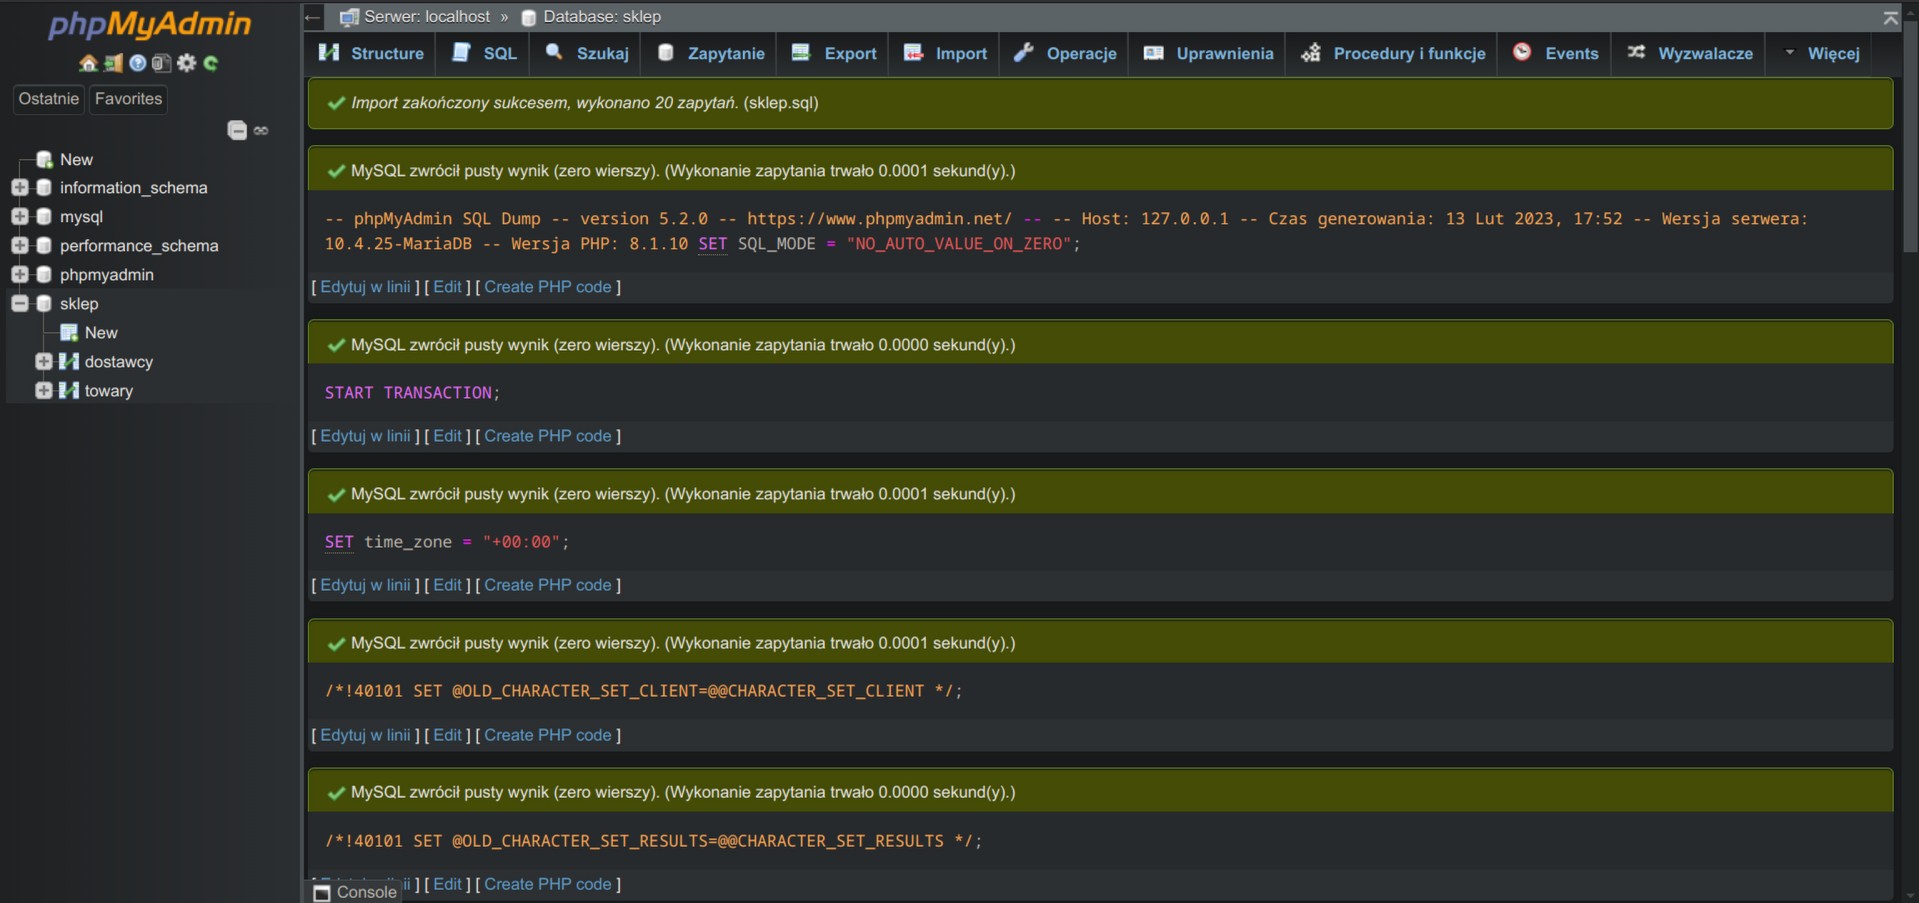 phpMyAdmin
Ostatnie Favorites
New
information_schema
mysql
performance_schema
phpmyadmin
sklep
New
dostawcy
towary
Serwer: localhost » Database: sklep
Structure SQL Szukaj Zapytanie Export Import Operacje Uprawnienia Procedury i funkcje Events Wyzwalacze Więcej
Import zakończony sukcesem, wykonano 20 zapytań. (sklep.sql)
MySQL zwrócił pusty wynik (zero wierszy). (Wykonanie zapytania trwało 0.0001 sekund(y).)
-- phpMyAdmin SQL Dump -- version 5.2.0 -- https://www.phpmyadmin.net/ -- -- Host: 127.0.0.1 -- Czas generowania: 13 Lut 2023, 17:52 -- Wersja serwera:
10.4.25-MariaDB -- Wersja PHP: 8.1.10 SET SQL_MODE = "NO_AUTO_VALUE_ON_ZERO";
[ Edytuj w linii ] [ Edit ] [ Create PHP code ]
MySQL zwrócił pusty wynik (zero wierszy). (Wykonanie zapytania trwało 0.0000 sekund(y).)
START TRANSACTION;
[ Edytuj w linii ] [ Edit ] [ Create PHP code ]
MySQL zwrócił pusty wynik (zero wierszy). (Wykonanie zapytania trwało 0.0001 sekund(y).)
SET time_zone = "+00:00";
[ Edytuj w linii ] [ Edit ] [ Create PHP code ]
MySQL zwrócił pusty wynik (zero wierszy). (Wykonanie zapytania trwało 0.0001 sekund(y).)
/*!40101 SET @OLD_CHARACTER_SET_CLIENT=@@CHARACTER_SET_CLIENT */;
[ Edytuj w linii ] [ Edit ] [ Create PHP code ]
MySQL zwrócił pusty wynik (zero wierszy). (Wykonanie zapytania trwało 0.0000 sekund(y).)
/*!40101 SET @OLD_CHARACTER_SET_RESULTS=@@CHARACTER_SET_RESULTS */;
] [ Edit ] [ Create PHP code ]
Console